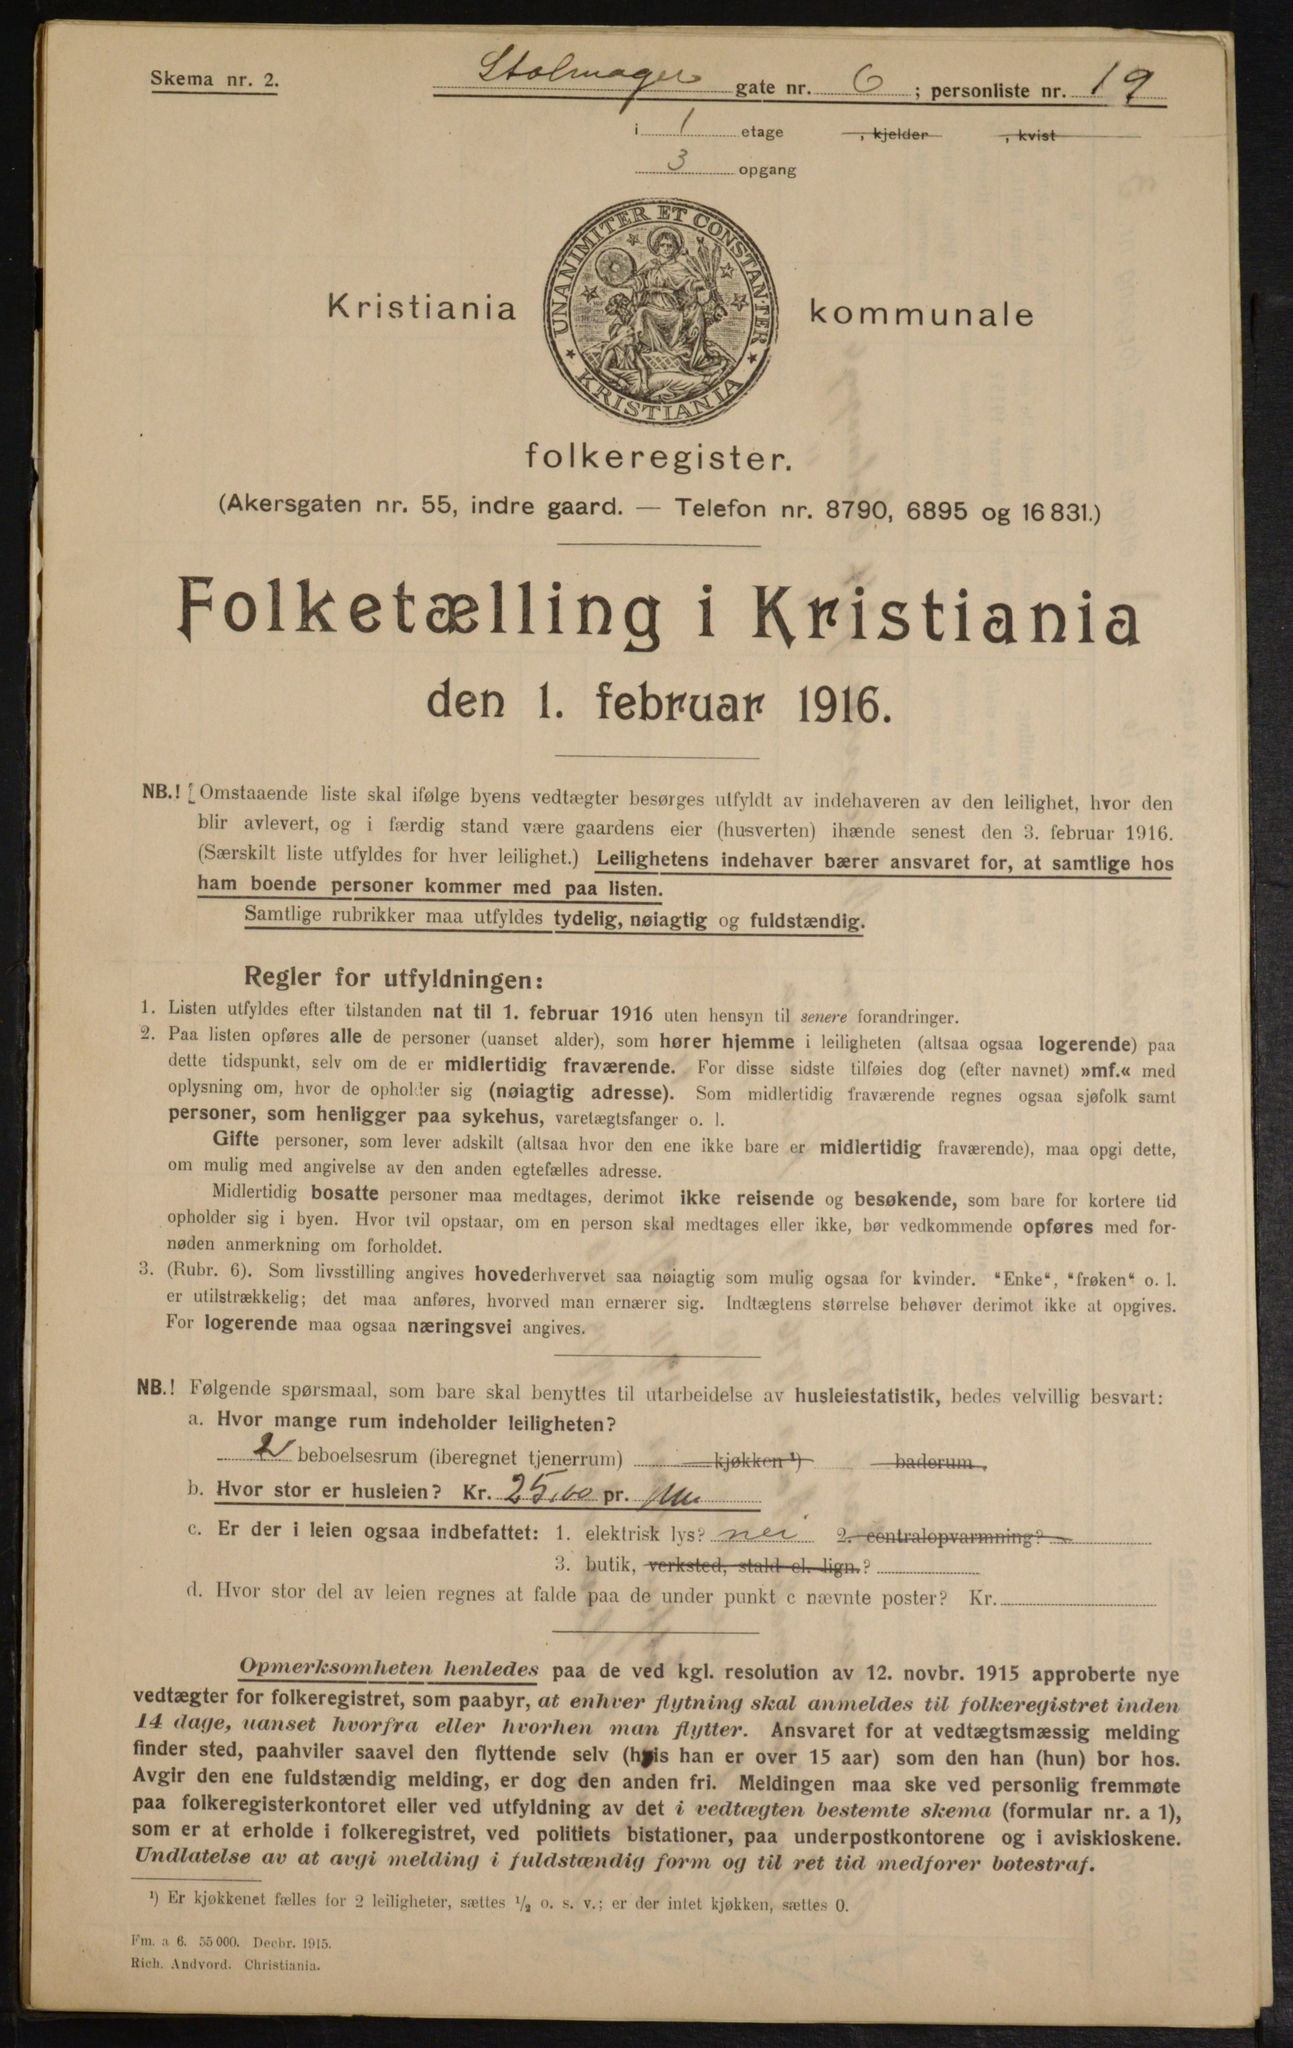 Skema nr. 2.
Stolmager gate nr. 6; personliste nr. 19
i 1 etage , kjelder , kvist
3 opgang
UNANIMITER ET CONSTANTER
KRISTIANIA
Kristiania kommunale
folkeregister.
(Akersgaten nr. 55, indre gaard. — Telefon nr. 8790, 6895 og 16 831.)
Folketælling i Kristiania
den 1. februar 1916.
NB.! Omstaaende liste skal ifølge byens vedtægter besørges utfyldt av indehaveren av den leilighet, hvor den
blir avlevert, og i færdig stand være gaardens eier (husverten) ihænde senest den 3. februar 1916.
(Særskilt liste utfyldes for hver leilighet.) Leilighetens indehaver bærer ansvaret for, at samtlige hos
ham boende personer kommer med paa listen.
Samtlige rubrikker maa utfyldes tydelig, nøiagtig og fuldstændig.
Regler for utfyldningen:
1. Listen utfyldes efter tilstanden nat til 1. februar 1916 uten hensyn til senere forandringer.
2. Paa listen opføres alle de personer (uanset alder), som hører hjemme i leiligheten (altsaa ogsaa logerende) paa
dette tidspunkt, selv om de er midlertidig fraværende. For disse sidste tilføies dog (efter navnet) »mf.« med
oplysning om, hvor de opholder sig (nøiagtig adresse). Som midlertidig fraværende regnes ogsaa sjøfolk samt
personer, som henligger paa sykehus, varetægtsfanger o. l.
Gifte personer, som lever adskilt (altsaa hvor den ene ikke bare er midlertidig fraværende), maa opgi dette,
om mulig med angivelse av den anden egtefælles adresse.
Midlertidig bosatte personer maa medtages, derimot ikke reisende og besøkende, som bare for kortere tid
opholder sig i byen. Hvor tvil opstaar, om en person skal medtages eller ikke, bør vedkommende opføres med for-
nøden anmerkning om forholdet.
3. (Rubr. 6). Som livsstilling angives hovederhvervet saa nøiagtig som mulig ogsaa for kvinder. "Enke", "frøken" o. l.
er utilstrækkelig; det maa anføres, hvorved man ernærer sig. Indtægtens størrelse behøver derimot ikke at opgives.
For logerende maa ogsaa næringsvei angives.
NB.! Følgende spørsmaal, som bare skal benyttes til utarbeidelse av husleiestatistik, bedes velvillig besvart:
a. Hvor mange rum indeholder leiligheten?
2 beboelsesrum (iberegnet tjenerrum) kjøkken ¹) baderum.
b. Hvor stor er husleien? Kr. 25,00 pr.
c. Er der i leien ogsaa indbefattet: 1. elektrisk lys? nei 2. centralopvarmning?
3. butik, verksted, stald el. lign.?
d. Hvor stor del av leien regnes at falde paa de under punkt c nævnte poster? Kr.
Opmerksomheten henledes paa de ved kgl. resolution av 12. novbr. 1915 approberte nye
vedtægter for folkeregistret, som paabyr, at enhver flytning skal anmeldes til folkeregistret inden
14 dage, uanset hvorfra eller hvorhen man flytter. Ansvaret for at vedtægtsmæssig melding
finder sted, paahviler saavel den flyttende selv (hvis han er over 15 aar) som den han (hun) bor hos.
Avgir den ene fuldstændig melding, er dog den anden fri. Meldingen maa ske ved personlig fremmøte
paa folkeregisterkontoret eller ved utfyldning av det i vedtægten bestemte skema (formular nr. a 1),
som er at erholde i folkeregistret, ved politiets bistationer, paa underpostkontorene og i aviskioskene.
Undlatelse av at avgi melding i fuldstændig form og til ret tid medfører bøtestraf.
¹) Er kjøkkenet fælles for 2 leiligheter, sættes ½ o. s. v.; er der intet kjøkken, sættes 0.
Fm. a 6. 55 000. Decbr. 1915.
Rich. Andvord. Christiania.